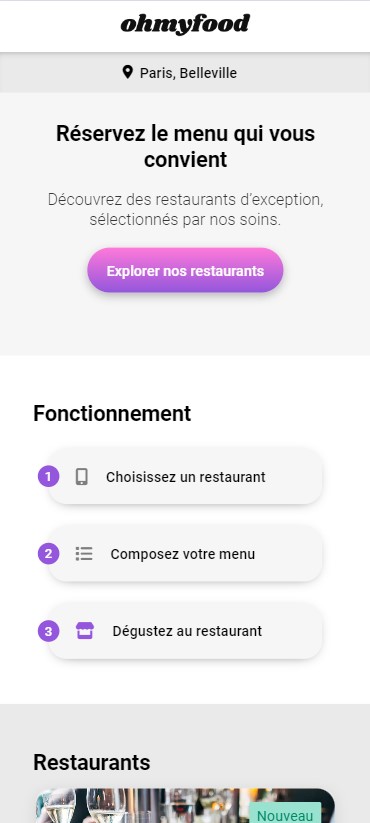 ohmyfood
Paris, Belleville
Réservez le menu qui vous
convient
Découvrez des restaurants d'exception,
sélectionnés par nos soins.
Explorer nos restaurants
Fonctionnement
1 Choisissez un restaurant
2 Composez votre menu
3 Dégustez au restaurant
Restaurants
Nouveau